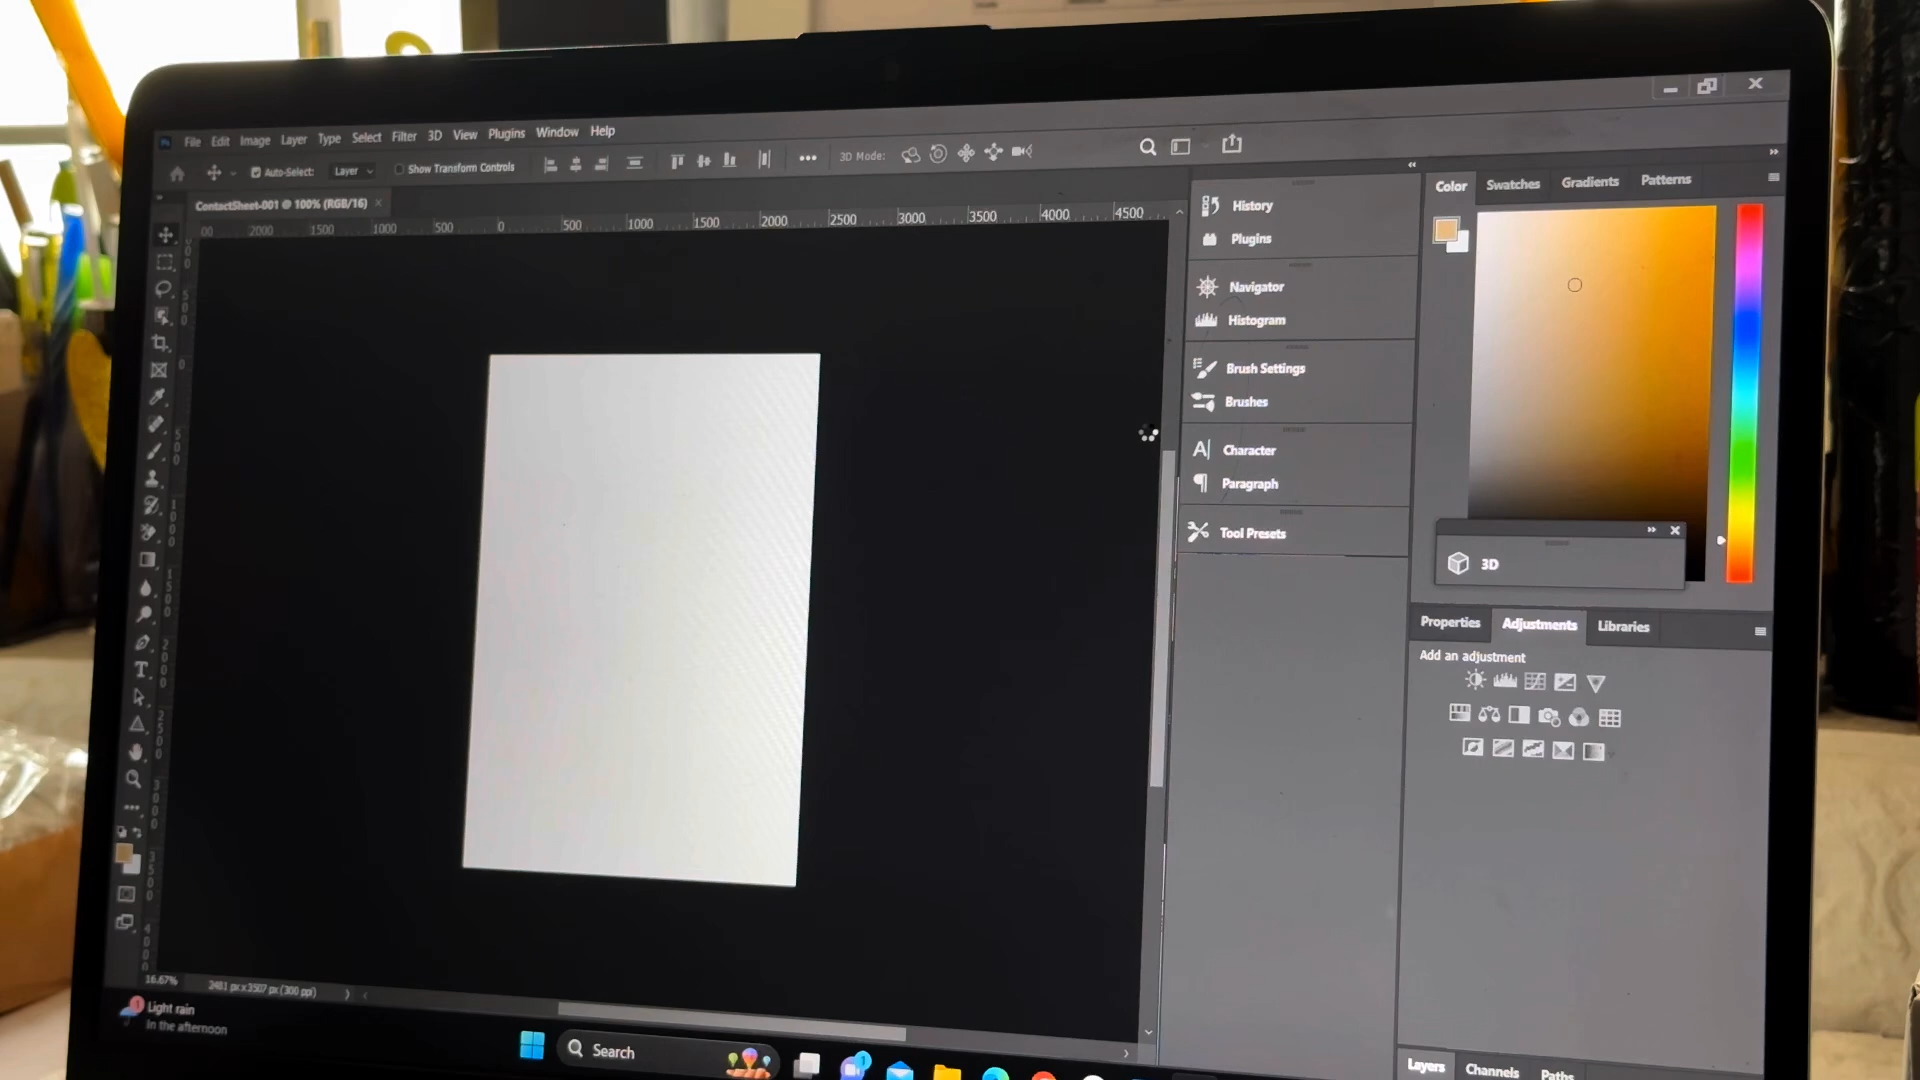 File Edit Image Layer Type Select Filter 3D View Plugins Window Help
Auto-Select: Layer Show Transform Controls 3D Mode:
ContactSheet-001 @ 100% (RGB/16)
2000 1500 1000 500 0 500 1000 1500 2000 2500 3000 3500 4000 4500
History
Plugins
Navigator
Histogram
Brush Settings
Brushes
Character
Paragraph
Tool Presets
Color Swatches Gradients Patterns
3D
Properties Adjustments Libraries
Add an adjustment
Layers Channels Paths
16.67% 2481 px x 3507 px (300 ppi)
Light rain
In the afternoon
Search